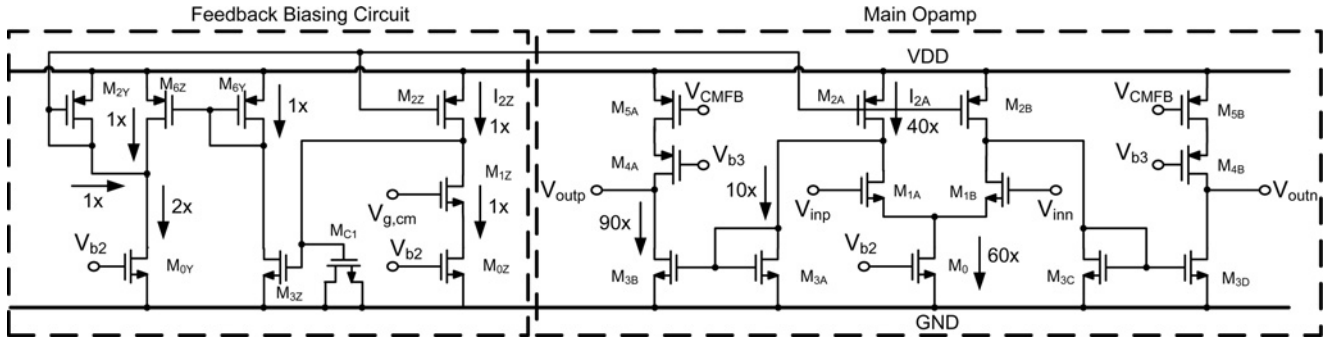 Feedback Biasing Circuit
Main Opamp
VDD
M2Y
M6Z
M6Y
M2Z
I2Z
VCMFB
M2A
I2A
M2B
VCMFB
1x
1x
1x
M5A
40x
M5B
M4A
Vb3
Vb3
M4B
1x
M1Z
Voutp
10x
M1A
M1B
Voutn
2x
Vg,cm
1x
Vinp
Vinn
MC1
90x
Vb2
M0Y
Vb2
M0Z
Vb2
M0
60x
M3Z
M3B
M3A
M3C
M3D
GND